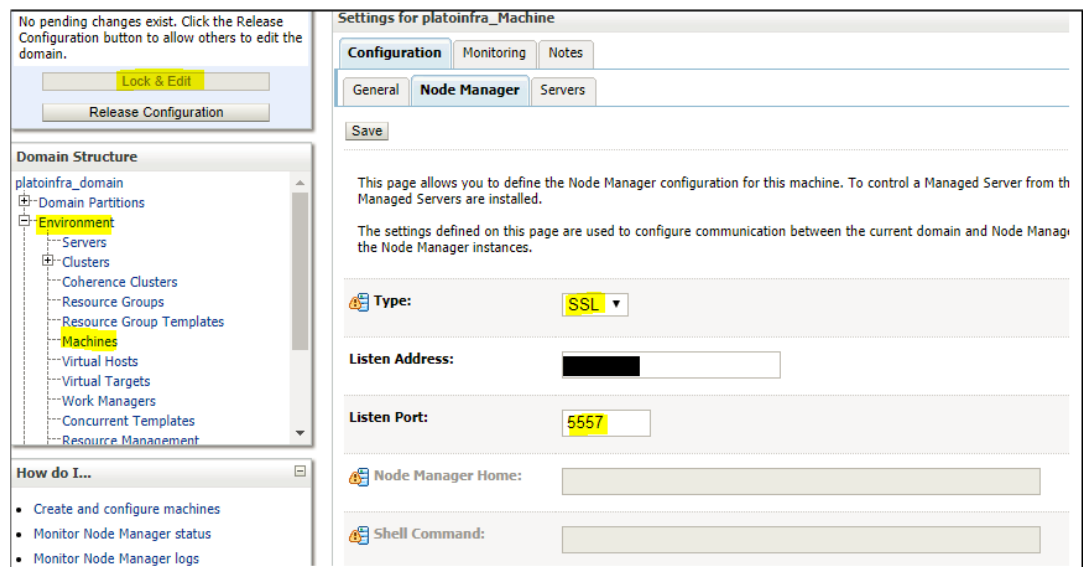 No pending changes exist. Click the Release
Configuration button to allow others to edit the
domain.
Lock & Edit
Release Configuration
Domain Structure
platoinfra_domain
Domain Partitions
Environment
Servers
Clusters
Coherence Clusters
Resource Groups
Resource Group Templates
Machines
Virtual Hosts
Virtual Targets
Work Managers
Concurrent Templates
Resource Management
How do I...
Create and configure machines
Monitor Node Manager status
Monitor Node Manager logs
Settings for platoinfra_Machine
Configuration Monitoring Notes
General Node Manager Servers
Save
This page allows you to define the Node Manager configuration for this machine. To control a Managed Server from th
Managed Servers are installed.
The settings defined on this page are used to configure communication between the current domain and Node Manag
the Node Manager instances.
Type: SSL
Listen Address:
Listen Port: 5557
Node Manager Home:
Shell Command: